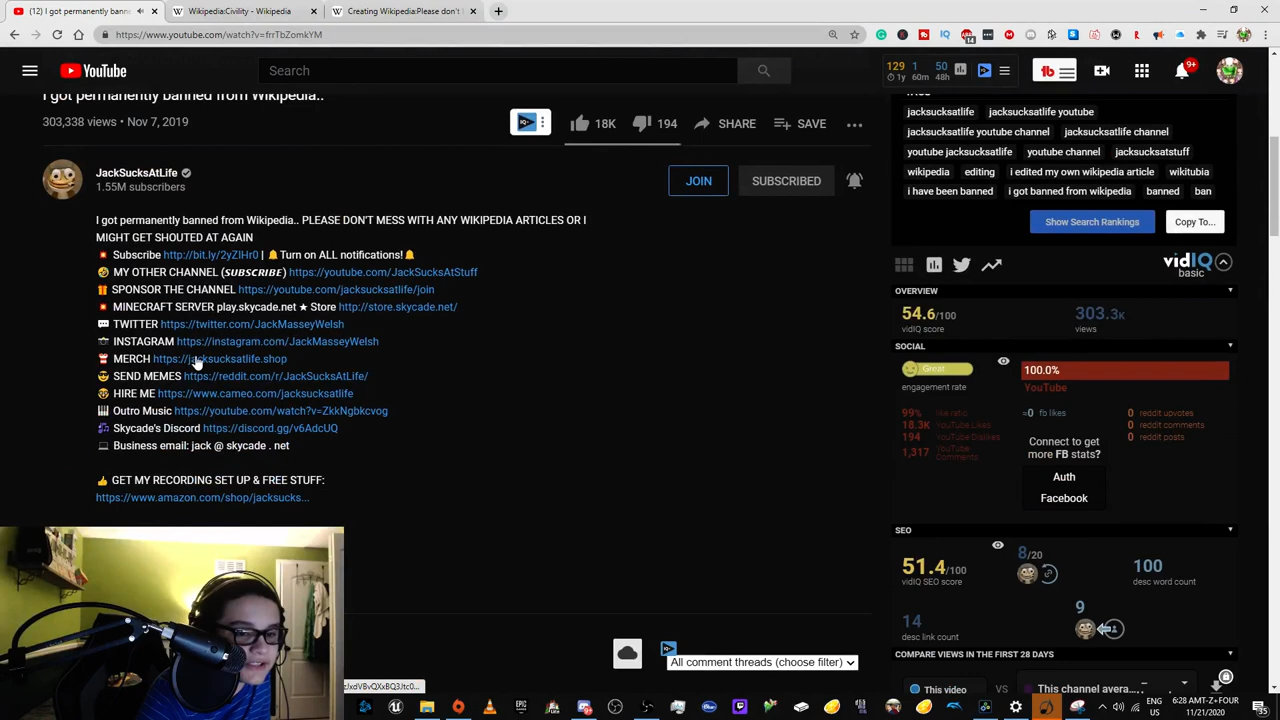 (12) I got permanently banned
Wikipedia:Civility - Wikipedia
Creating Wikipedia:Please don't
https://www.youtube.com/watch?v=frrTbZomkYM
14
YouTube
Search
129 1 50
1y 60m 48h
9+
I got permanently banned from Wikipedia..
303,338 views • Nov 7, 2019
18K
194
SHARE
SAVE
JackSucksAtLife
1.55M subscribers
JOIN
SUBSCRIBED
I got permanently banned from Wikipedia.. PLEASE DON'T MESS WITH ANY WIKIPEDIA ARTICLES OR I
MIGHT GET SHOUTED AT AGAIN
💥 Subscribe http://bit.ly/2yZIHr0 | 🔔Turn on ALL notifications!🔔
🤣 MY OTHER CHANNEL (𝙎𝙐𝘽𝙎𝘾𝙍𝙄𝘽𝙀) https://youtube.com/JackSucksAtStuff
🎁 SPONSOR THE CHANNEL https://youtube.com/jacksucksatlife/join
💥 MINECRAFT SERVER play.skycade.net ★ Store http://store.skycade.net/
💬 TWITTER https://twitter.com/JackMasseyWelsh
INSTAGRAM https://instagram.com/JackMasseyWelsh
MERCH https://jacksucksatlife.shop
😎 SEND MEMES https://reddit.com/r/JackSucksAtLife/
HIRE ME https://www.cameo.com/jacksucksatlife
🎹 Outro Music https://youtube.com/watch?v=ZkkNgbkcvog
🎵 Skycade's Discord https://discord.gg/v6AdcUQ
💻 Business email: jack @ skycade . net
👍 GET MY RECORDING SET UP & FREE STUFF:
https://www.amazon.com/shop/jacksucks...
All comment threads (choose filter)
jacksucksatlife
jacksucksatlife youtube
jacksucksatlife youtube channel
jacksucksatlife channel
youtube jacksucksatlife
youtube channel
jacksucksatstuff
wikipedia
editing
i edited my own wikipedia article
wikitubia
i have been banned
i got banned from wikipedia
banned
ban
Show Search Rankings
Copy To...
vidIQ
basic
OVERVIEW
54.6/100
vidIQ score
303.3K
views
SOCIAL
Great
engagement rate
100.0%
YouTube
99% like ratio
18.3K YouTube Likes
194 YouTube Dislikes
1,317 YouTube Comments
≈0 fb likes
0 reddit upvotes
0 reddit comments
0 reddit posts
Connect to get
more FB stats?
Auth
Facebook
SEO
51.4/100
vidIQ SEO score
8/20
100
desc word count
14
desc link count
9
COMPARE VIEWS IN THE FIRST 28 DAYS
This video
VS
This channel avera...
ENG
US
6:28 AMT-Z+FOUR
11/21/2020
35